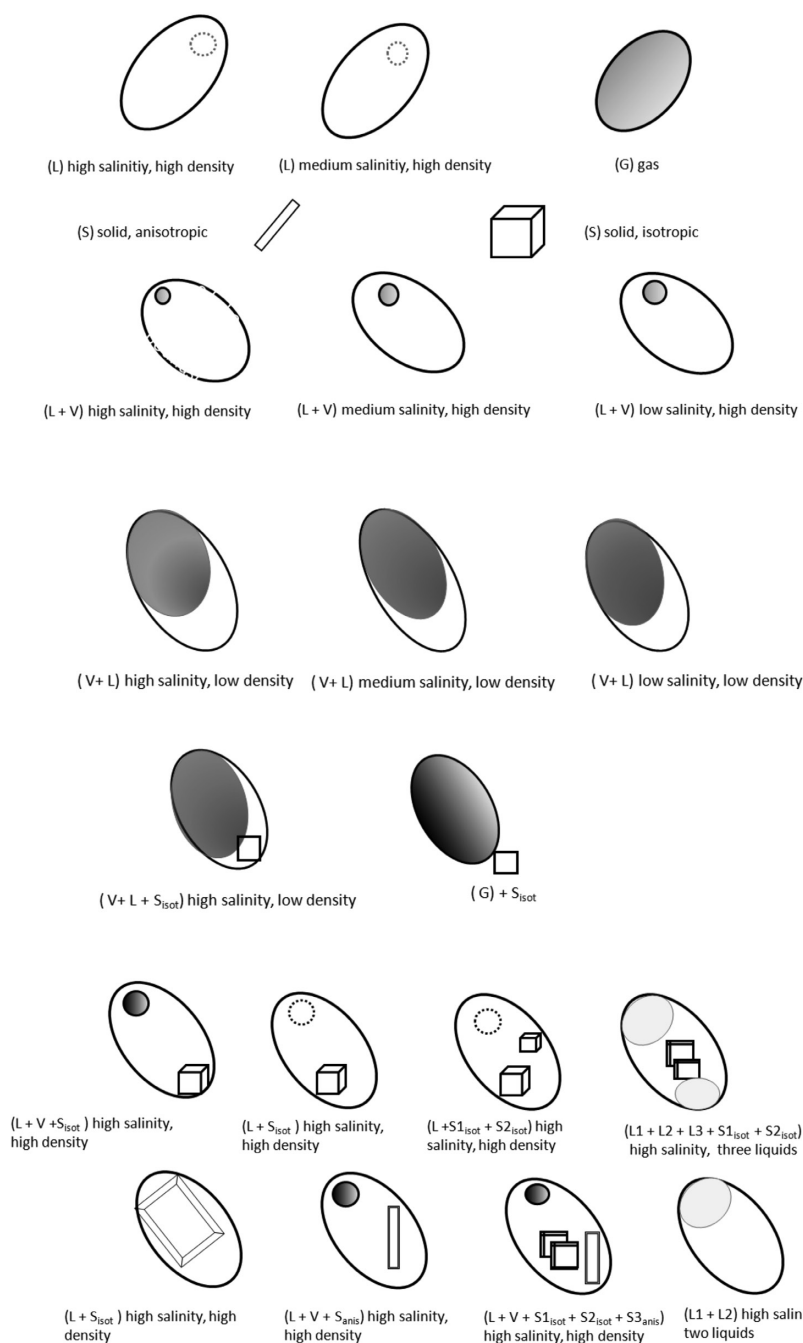 (L) high salinitiy, high density
(L) medium salinitiy, high density
(G) gas
(S) solid, anisotropic
(S) solid, isotropic
(L + V) high salinity, high density
(L + V) medium salinity, high density
(L + V) low salinity, high density
( V+ L) high salinity, low density
(V+ L) medium salinity, low density
( V+ L) low salinity, low density
( V+ L + Sisot) high salinity, low density
( G) + Sisot
(L + V +Sisot ) high salinity,
high density
(L + Sisot ) high salinity,
high density
(L +S1isot + S2isot) high
salinity, high density
(L1 + L2 + L3 + S1isot + S2isot)
high salinity, three liquids
(L + Sisot ) high salinity, high
density
(L + V + Sanis) high salinity,
high density
(L + V + S1isot + S2isot + S3anis)
high salinity, high density
(L1 + L2) high salin
two liquids